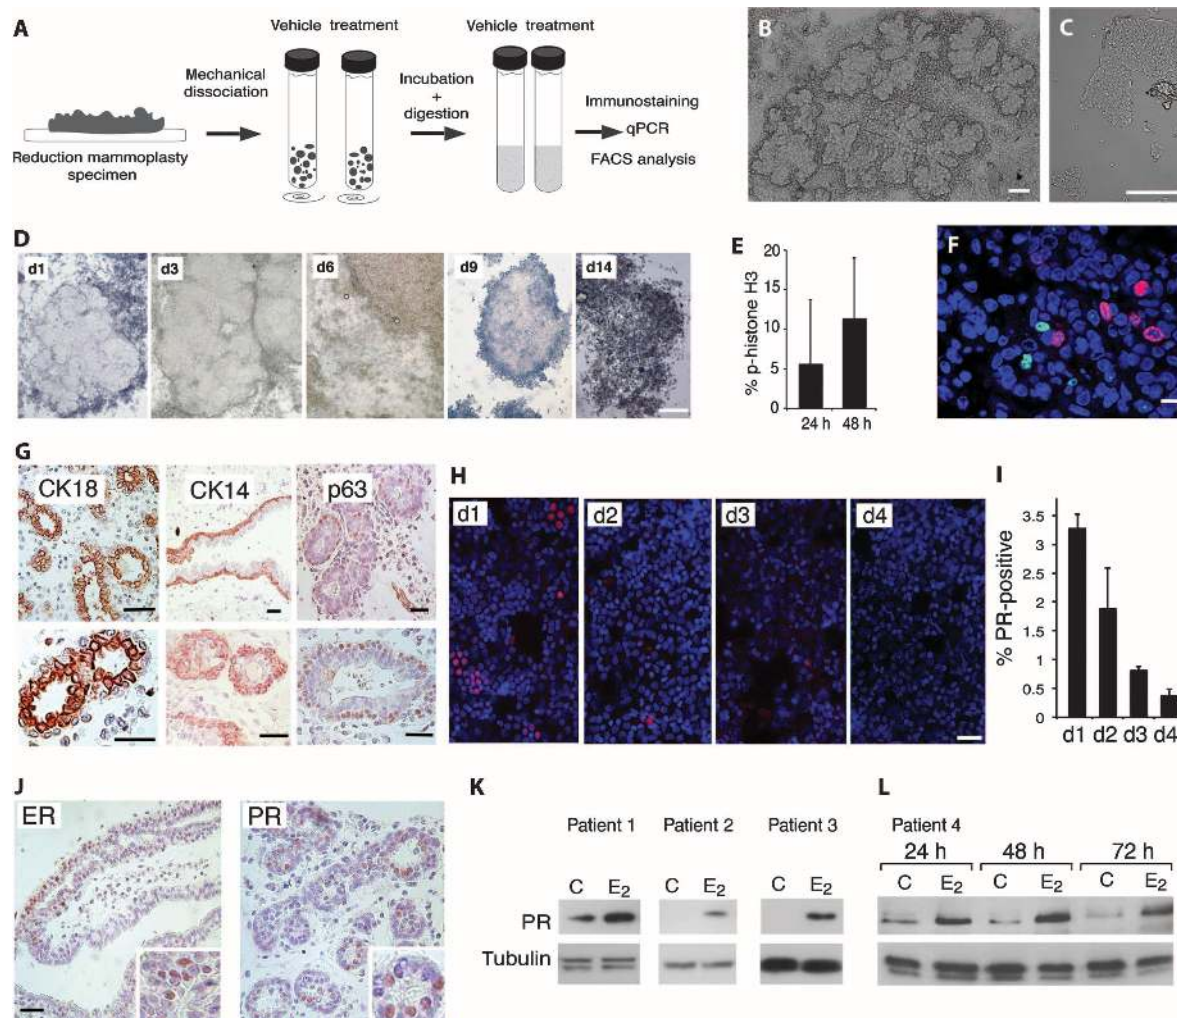 A
Vehicle treatment
Vehicle treatment
Mechanical
dissociation
Incubation
+
digestion
Immunostaining
qPCR
FACS analysis
Reduction mammoplasty
specimen
B
C
D
d1
d3
d6
d9
d14
E
% p-histone H3
20
15
10
5
0
24 h
48 h
F
G
CK18
CK14
p63
H
d1
d2
d3
d4
I
% PR-positive
3.5
3
2.5
2
1.5
1
0.5
0
d1
d2
d3
d4
J
ER
PR
K
Patient 1
Patient 2
Patient 3
C
E2
C
E2
C
E2
PR
Tubulin
L
Patient 4
24 h
48 h
72 h
C
E2
C
E2
C
E2